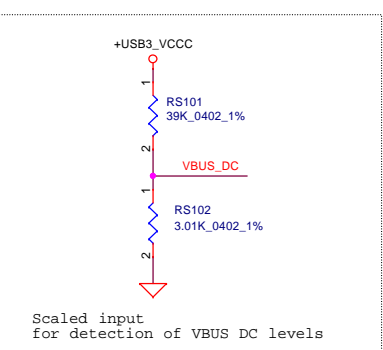 +USB3_VCCC
1
RS101
39K_0402_1%
2
VBUS_DC
1
RS102
3.01K_0402_1%
2
Scaled input
for detection of VBUS DC levels